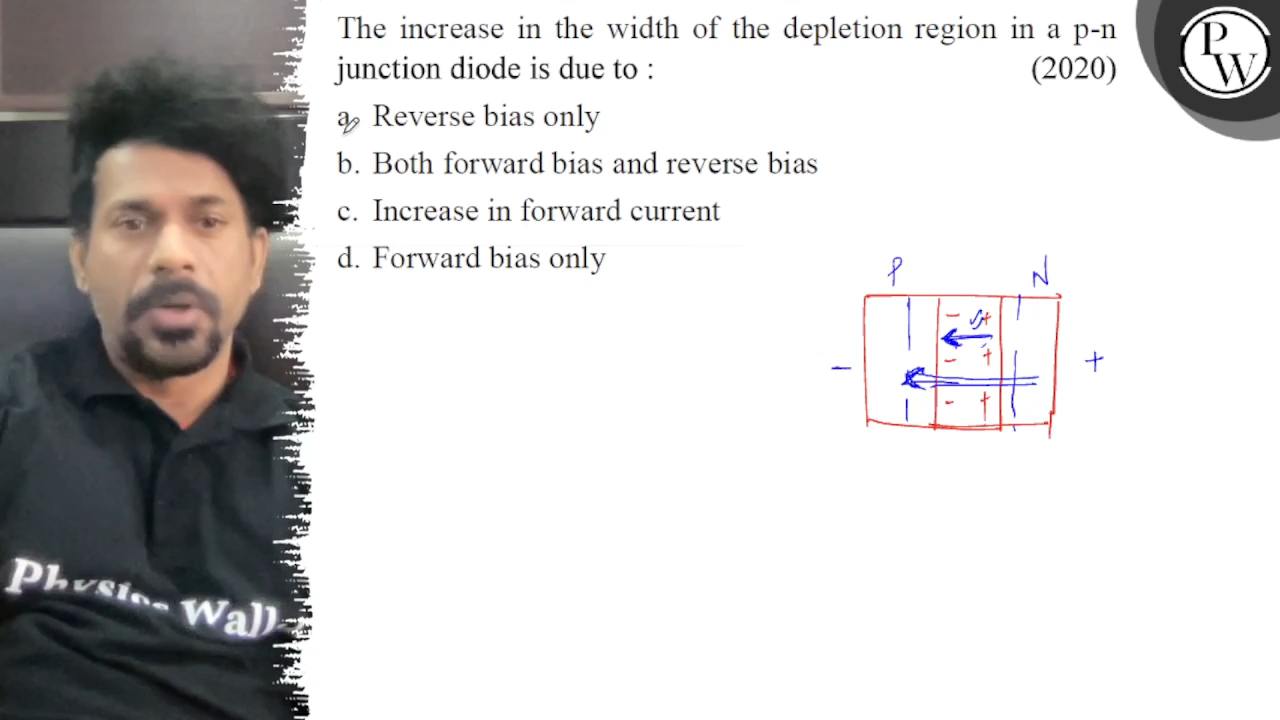 The increase in the width of the depletion region in a p-n
junction diode is due to : (2020)
a. Reverse bias only
b. Both forward bias and reverse bias
c. Increase in forward current
d. Forward bias only
PW
P N
- +
- +
- +
- +
Physics Wall